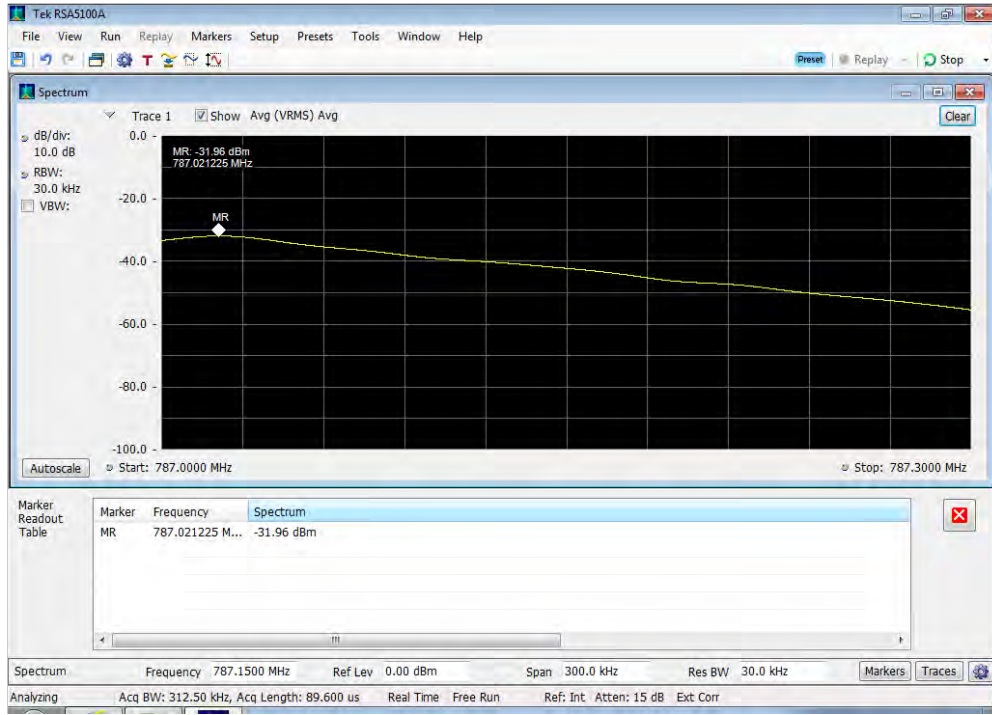 Tek RSA5100A
File View Run Replay Markers Setup Presets Tools Window Help
T Preset Replay Stop
Spectrum
Trace 1 Show Avg (VRMS) Avg Clear
dB/div:
10.0 dB
RBW:
30.0 kHz
VBW:
0.0
MR: -31.96 dBm
787.021225 MHz
-20.0
MR
-40.0
-60.0
-80.0
-100.0
Autoscale Start: 787.0000 MHz Stop: 787.3000 MHz
Marker
Readout
Table
Marker Frequency Spectrum
MR 787.021225 M... -31.96 dBm
Spectrum Frequency 787.1500 MHz Ref Lev 0.00 dBm Span 300.0 kHz Res BW 30.0 kHz Markers Traces
Analyzing Acq BW: 312.50 kHz, Acq Length: 89.600 us Real Time Free Run Ref: Int Atten: 15 dB Ext Corr